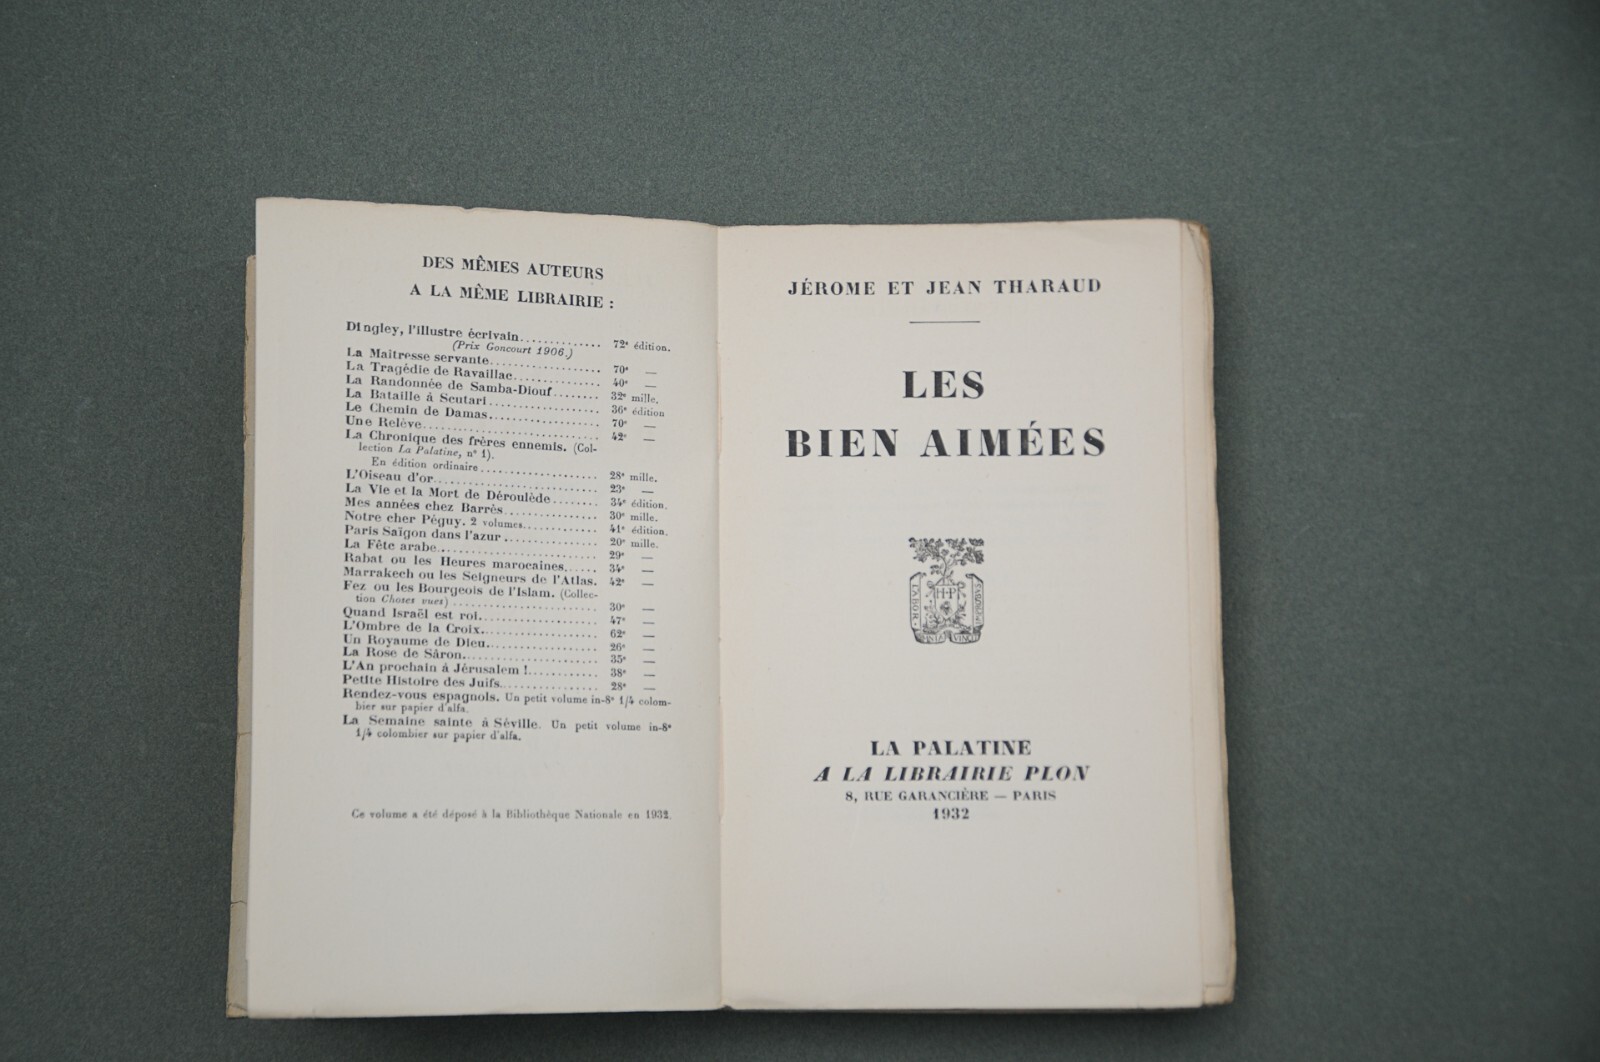 DES MÊMES AUTEURS
A LA MÊME LIBRAIRIE :
Dingley, l'illustre écrivain.............. 72e édition.
(Prix Goncourt 1906.)
La Maîtresse servante.................. 70e —
La Tragédie de Ravaillac............... 40e —
La Randonnée de Samba-Diouf........ 32e mille.
La Bataille à Scutari.................. 36e édition
Le Chemin de Damas.................. 70e —
Une Relève.......................... 42e —
La Chronique des frères ennemis. (Col-
lection La Palatine, n° 1).
En édition ordinaire.................. 28e mille.
L'Oiseau d'or........................ 23e —
La Vie et la Mort de Déroulède........ 34e édition.
Mes années chez Barrès............... 30e mille.
Notre cher Péguy. 2 volumes............ 41e édition.
Paris Saïgon dans l'azur.............. 20e mille.
La Fête arabe........................ 29e —
Rabat ou les Heures marocaines...... 34e —
Marrakech ou les Seigneurs de l'Atlas. 42e —
Fez ou les Bourgeois de l'Islam. (Collec-
tion Choses vues)..................... 30e —
Quand Israël est roi.................. 47e —
L'Ombre de la Croix.................. 62e —
Un Royaume de Dieu.................. 26e —
La Rose de Sâron.................... 35e —
L'An prochain à Jérusalem !........... 38e —
Petite Histoire des Juifs............... 28e —
Rendez-vous espagnols. Un petit volume in-8° 1/4 colom-
bier sur papier d'alfa.
La Semaine sainte à Séville. Un petit volume in-8°
1/4 colombier sur papier d'alfa.
Ce volume a été déposé à la Bibliothèque Nationale en 1932.
JÉROME ET JEAN THARAUD
LES
BIEN AIMÉES
H·P
LABOR
LA PALATINE
A LA LIBRAIRIE PLON
8, RUE GARANCIÈRE — PARIS
1932